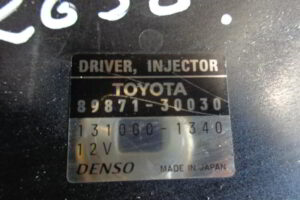 DRIVER, INJECTOR
TOYOTA
89871-30030
131000-1340
12V
DENSO MADE IN JAPAN